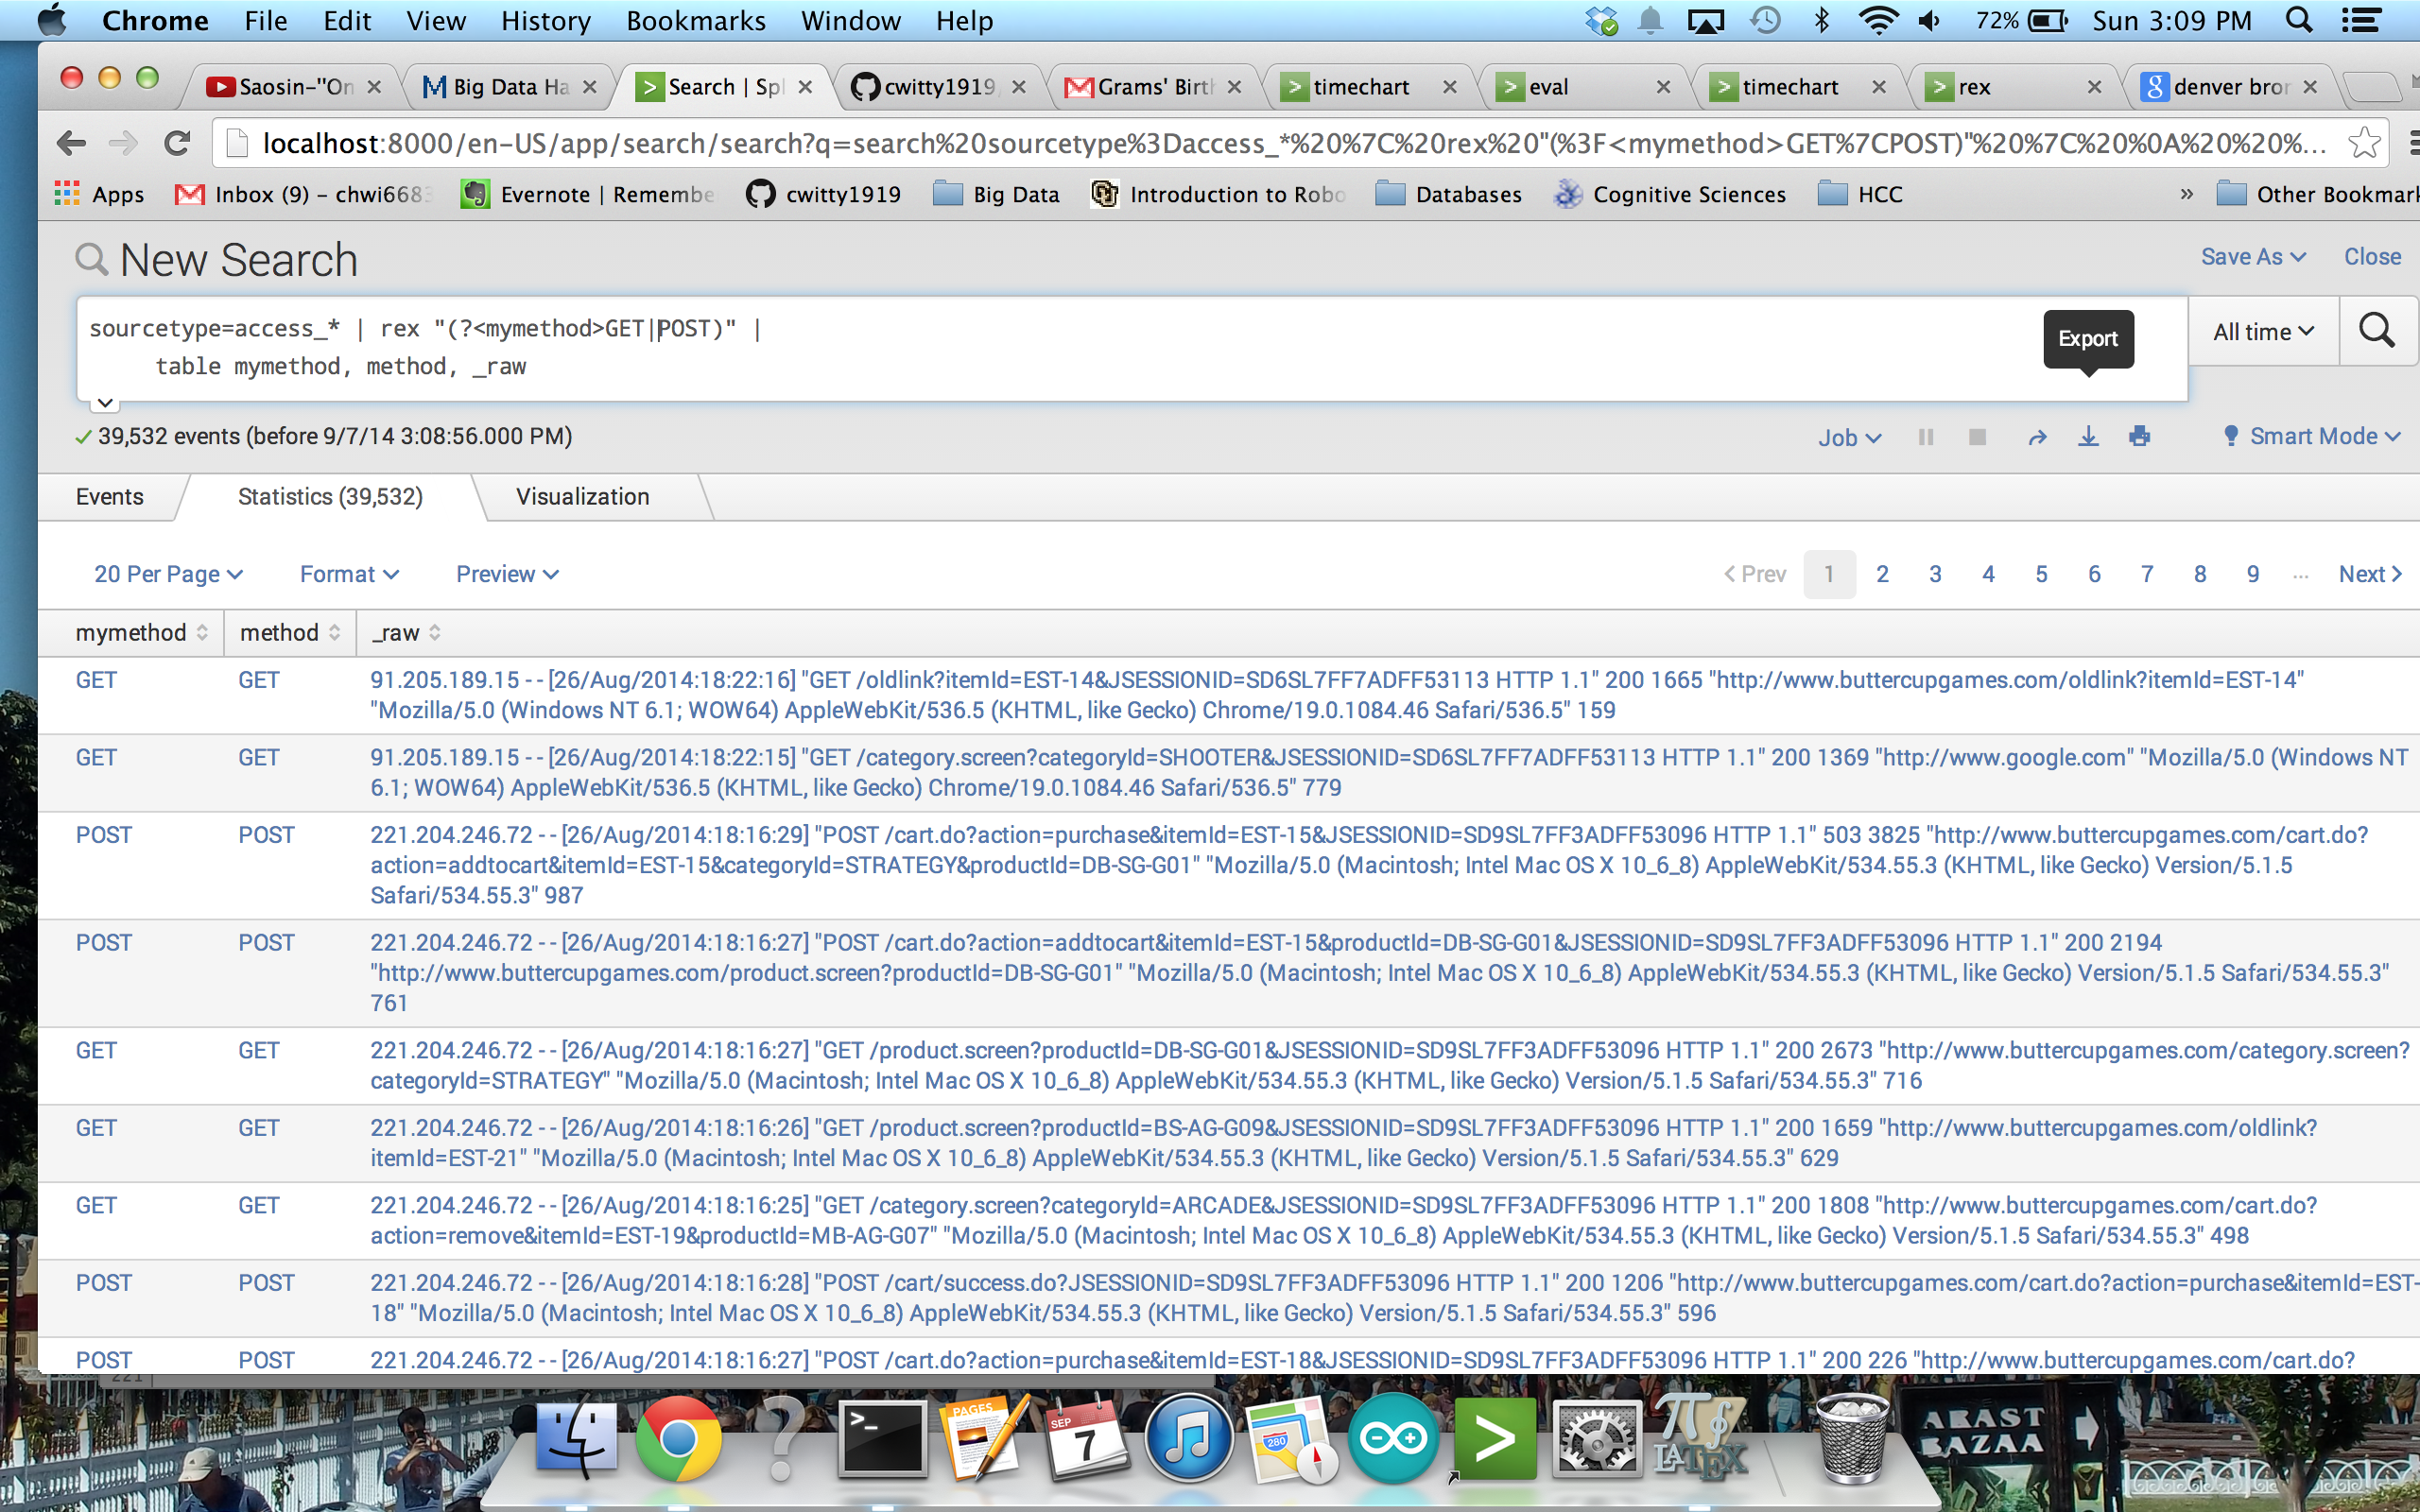 Chrome File Edit View History Bookmarks Window Help 72% Sun 3:09 PM
Saosin-"On Big Data Ha Search | Spl cwitty1919, Grams' Birth timechart eval timechart rex denver bron
localhost:8000/en-US/app/search/search?q=search%20sourcetype%3Daccess_*%20%7C%20rex%20"(%3F<mymethod>GET%7CPOST)"%20%7C%20%0A%20%20%...
Apps Inbox (9) – chwi6683 Evernote | Remembe cwitty1919 Big Data Introduction to Robo Databases Cognitive Sciences HCC » Other Bookmark
New Search Save As Close
sourcetype=access_* | rex "(?<mymethod>GET|POST)" |
table mymethod, method, _raw
Export
All time
39,532 events (before 9/7/14 3:08:56.000 PM) Job Smart Mode
Events Statistics (39,532) Visualization
20 Per Page Format Preview < Prev 1 2 3 4 5 6 7 8 9 ... Next >
mymethod method _raw
GET GET 91.205.189.15 - - [26/Aug/2014:18:22:16] "GET /oldlink?itemId=EST-14&JSESSIONID=SD6SL7FF7ADFF53113 HTTP 1.1" 200 1665 "http://www.buttercupgames.com/oldlink?itemId=EST-14"
"Mozilla/5.0 (Windows NT 6.1; WOW64) AppleWebKit/536.5 (KHTML, like Gecko) Chrome/19.0.1084.46 Safari/536.5" 159
GET GET 91.205.189.15 - - [26/Aug/2014:18:22:15] "GET /category.screen?categoryId=SHOOTER&JSESSIONID=SD6SL7FF7ADFF53113 HTTP 1.1" 200 1369 "http://www.google.com" "Mozilla/5.0 (Windows NT
6.1; WOW64) AppleWebKit/536.5 (KHTML, like Gecko) Chrome/19.0.1084.46 Safari/536.5" 779
POST POST 221.204.246.72 - - [26/Aug/2014:18:16:29] "POST /cart.do?action=purchase&itemId=EST-15&JSESSIONID=SD9SL7FF3ADFF53096 HTTP 1.1" 503 3825 "http://www.buttercupgames.com/cart.do?
action=addtocart&itemId=EST-15&categoryId=STRATEGY&productId=DB-SG-G01" "Mozilla/5.0 (Macintosh; Intel Mac OS X 10_6_8) AppleWebKit/534.55.3 (KHTML, like Gecko) Version/5.1.5
Safari/534.55.3" 987
POST POST 221.204.246.72 - - [26/Aug/2014:18:16:27] "POST /cart.do?action=addtocart&itemId=EST-15&productId=DB-SG-G01&JSESSIONID=SD9SL7FF3ADFF53096 HTTP 1.1" 200 2194
"http://www.buttercupgames.com/product.screen?productId=DB-SG-G01" "Mozilla/5.0 (Macintosh; Intel Mac OS X 10_6_8) AppleWebKit/534.55.3 (KHTML, like Gecko) Version/5.1.5 Safari/534.55.3"
761
GET GET 221.204.246.72 - - [26/Aug/2014:18:16:27] "GET /product.screen?productId=DB-SG-G01&JSESSIONID=SD9SL7FF3ADFF53096 HTTP 1.1" 200 2673 "http://www.buttercupgames.com/category.screen?
categoryId=STRATEGY" "Mozilla/5.0 (Macintosh; Intel Mac OS X 10_6_8) AppleWebKit/534.55.3 (KHTML, like Gecko) Version/5.1.5 Safari/534.55.3" 716
GET GET 221.204.246.72 - - [26/Aug/2014:18:16:26] "GET /product.screen?productId=BS-AG-G09&JSESSIONID=SD9SL7FF3ADFF53096 HTTP 1.1" 200 1659 "http://www.buttercupgames.com/oldlink?
itemId=EST-21" "Mozilla/5.0 (Macintosh; Intel Mac OS X 10_6_8) AppleWebKit/534.55.3 (KHTML, like Gecko) Version/5.1.5 Safari/534.55.3" 629
GET GET 221.204.246.72 - - [26/Aug/2014:18:16:25] "GET /category.screen?categoryId=ARCADE&JSESSIONID=SD9SL7FF3ADFF53096 HTTP 1.1" 200 1808 "http://www.buttercupgames.com/cart.do?
action=remove&itemId=EST-19&productId=MB-AG-G07" "Mozilla/5.0 (Macintosh; Intel Mac OS X 10_6_8) AppleWebKit/534.55.3 (KHTML, like Gecko) Version/5.1.5 Safari/534.55.3" 498
POST POST 221.204.246.72 - - [26/Aug/2014:18:16:28] "POST /cart/success.do?JSESSIONID=SD9SL7FF3ADFF53096 HTTP 1.1" 200 1206 "http://www.buttercupgames.com/cart.do?action=purchase&itemId=EST-
18" "Mozilla/5.0 (Macintosh; Intel Mac OS X 10_6_8) AppleWebKit/534.55.3 (KHTML, like Gecko) Version/5.1.5 Safari/534.55.3" 596
POST POST 221.204.246.72 - - [26/Aug/2014:18:16:27] "POST /cart.do?action=purchase&itemId=EST-18&JSESSIONID=SD9SL7FF3ADFF53096 HTTP 1.1" 200 226 "http://www.buttercupgames.com/cart.do?
221
PAGES SEP 7 280 LATEX
ARAST
BAZAA